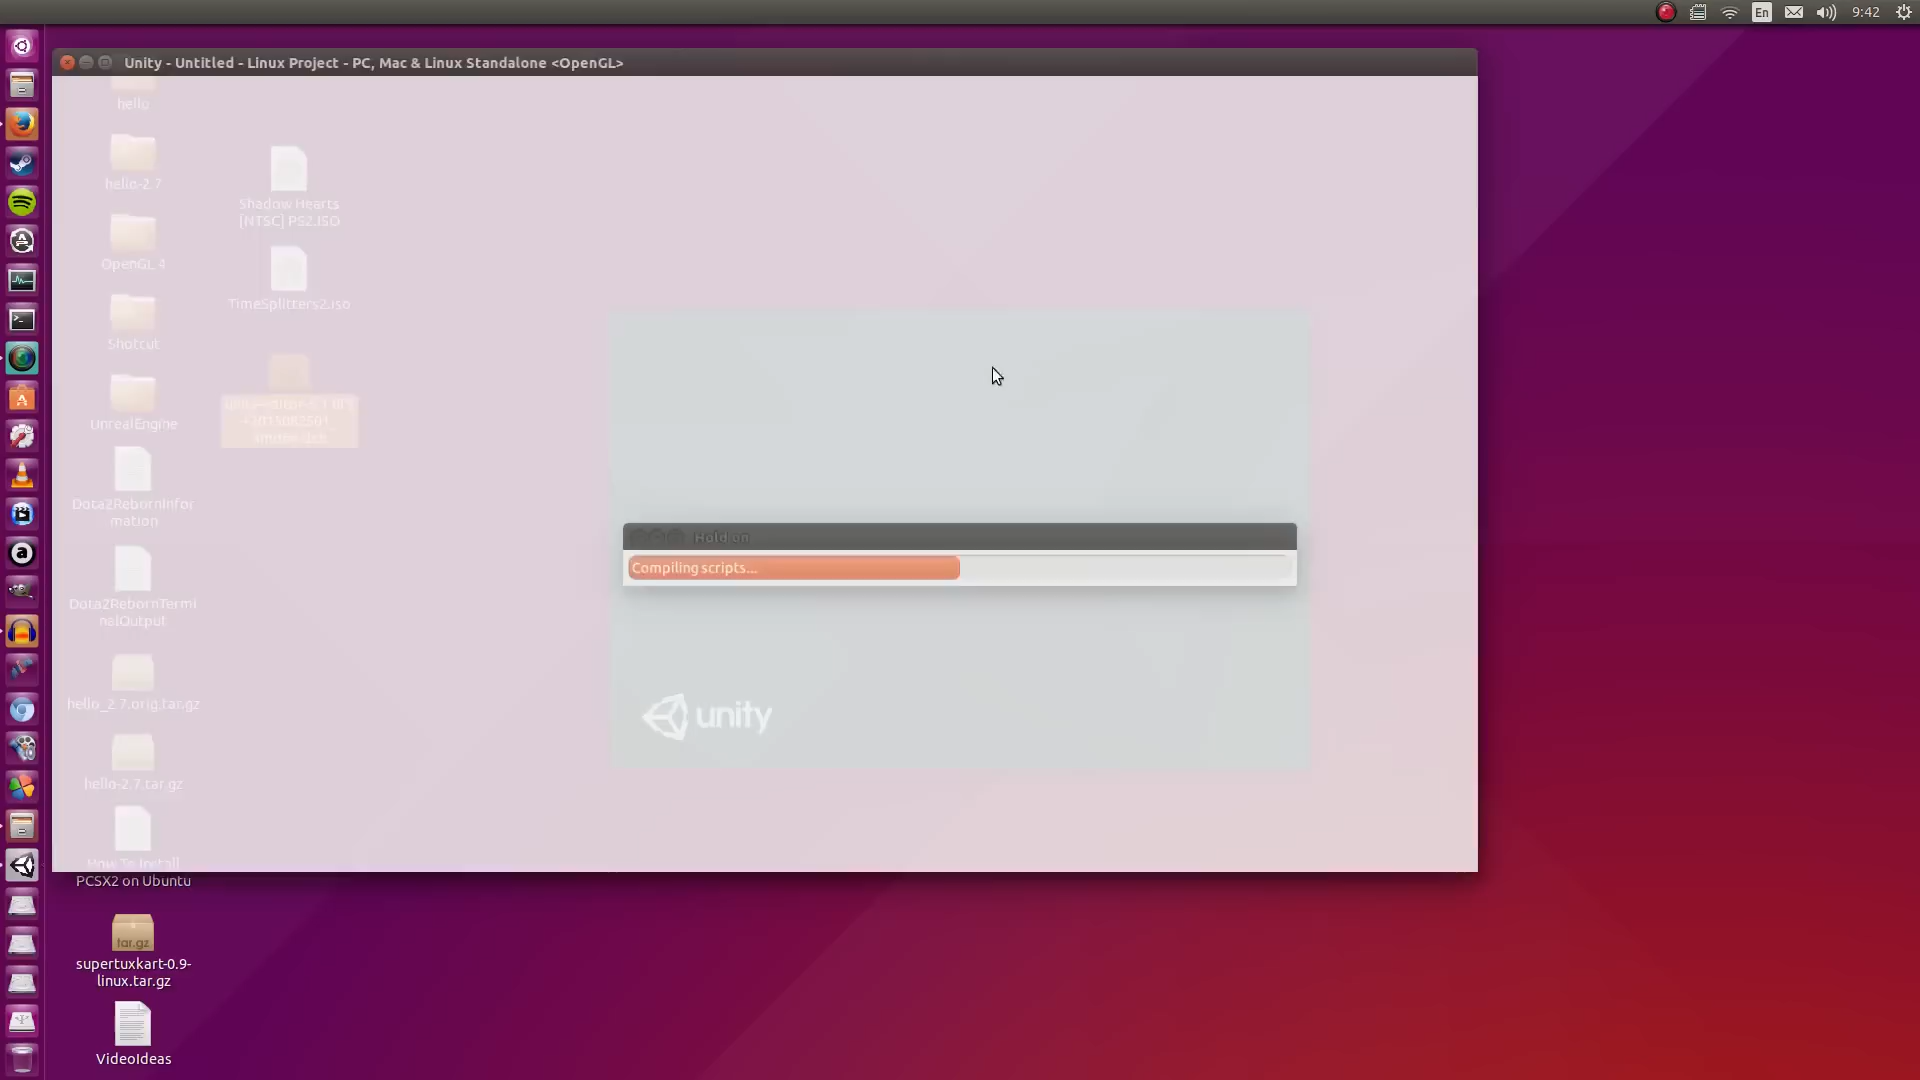 En
9:42
Unity - Untitled - Linux Project - PC, Mac & Linux Standalone <OpenGL>
hello
hello-2.7
Shadow Hearts
[NTSC] PS2.ISO
OpenGL 4
TimeSplitters2.iso
Shotcut
UnrealEngine
Dota2RebornInfor
mation
Hold on
Compiling scripts...
Dota2RebornTermi
nalOutput
hello_2.7.orig.tar.gz
unity
hello-2.7.tar.gz
How To Install
PCSX2 on Ubuntu
tar.gz
supertuxkart-0.9-
linux.tar.gz
VideoIdeas